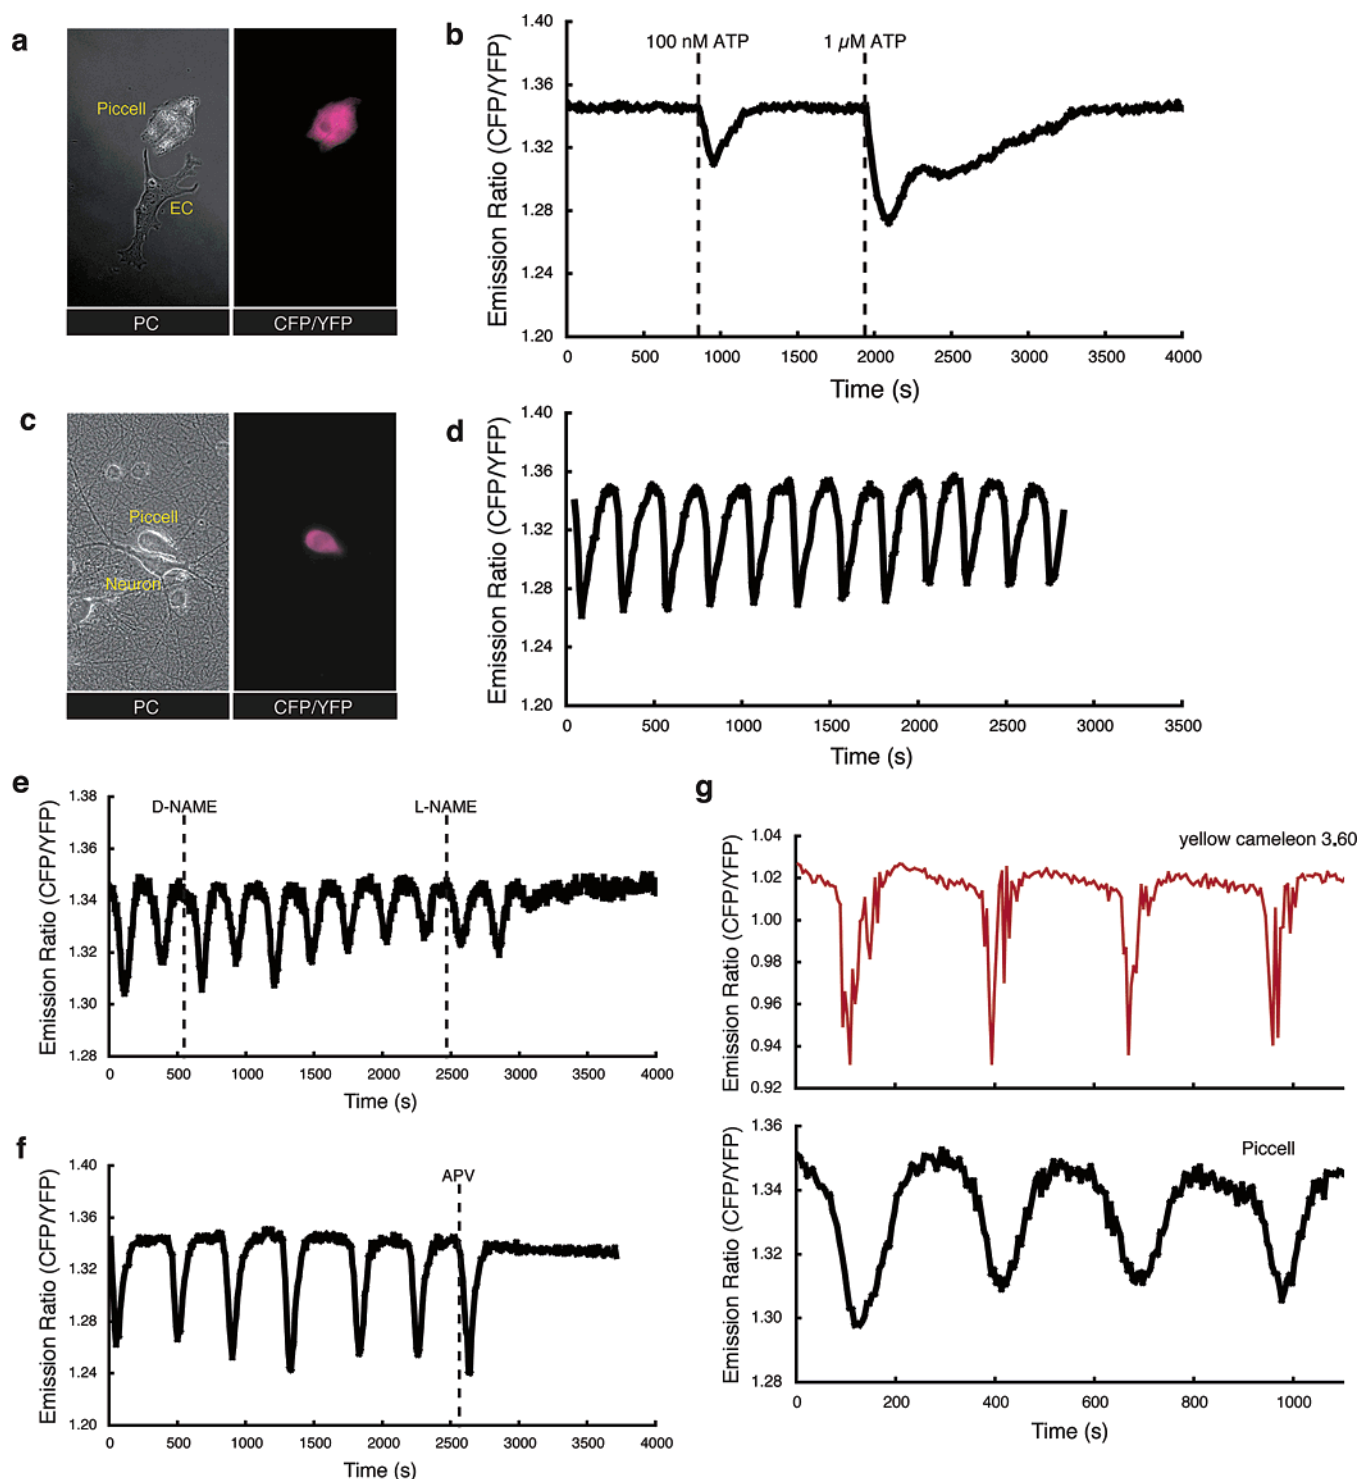 a
Piccell
EC
PC
CFP/YFP
b
100 nM ATP
1 µM ATP
Emission Ratio (CFP/YFP)
1.40
1.36
1.32
1.28
1.24
1.20
0 500 1000 1500 2000 2500 3000 3500 4000
Time (s)
c
Piccell
Neuron
PC
CFP/YFP
d
Emission Ratio (CFP/YFP)
1.40
1.36
1.32
1.28
1.24
1.20
0 500 1000 1500 2000 2500 3000 3500
Time (s)
e
D-NAME
L-NAME
Emission Ratio (CFP/YFP)
1.38
1.36
1.34
1.32
1.30
1.28
0 500 1000 1500 2000 2500 3000 3500 4000
Time (s)
f
APV
Emission Ratio (CFP/YFP)
1.40
1.36
1.32
1.28
1.24
1.20
0 500 1000 1500 2000 2500 3000 3500 4000
Time (s)
g
yellow cameleon 3.60
Emission Ratio (CFP/YFP)
1.04
1.02
1.00
0.98
0.96
0.94
0.92
Piccell
Emission Ratio (CFP/YFP)
1.36
1.34
1.32
1.30
1.28
0 200 400 600 800 1000
Time (s)